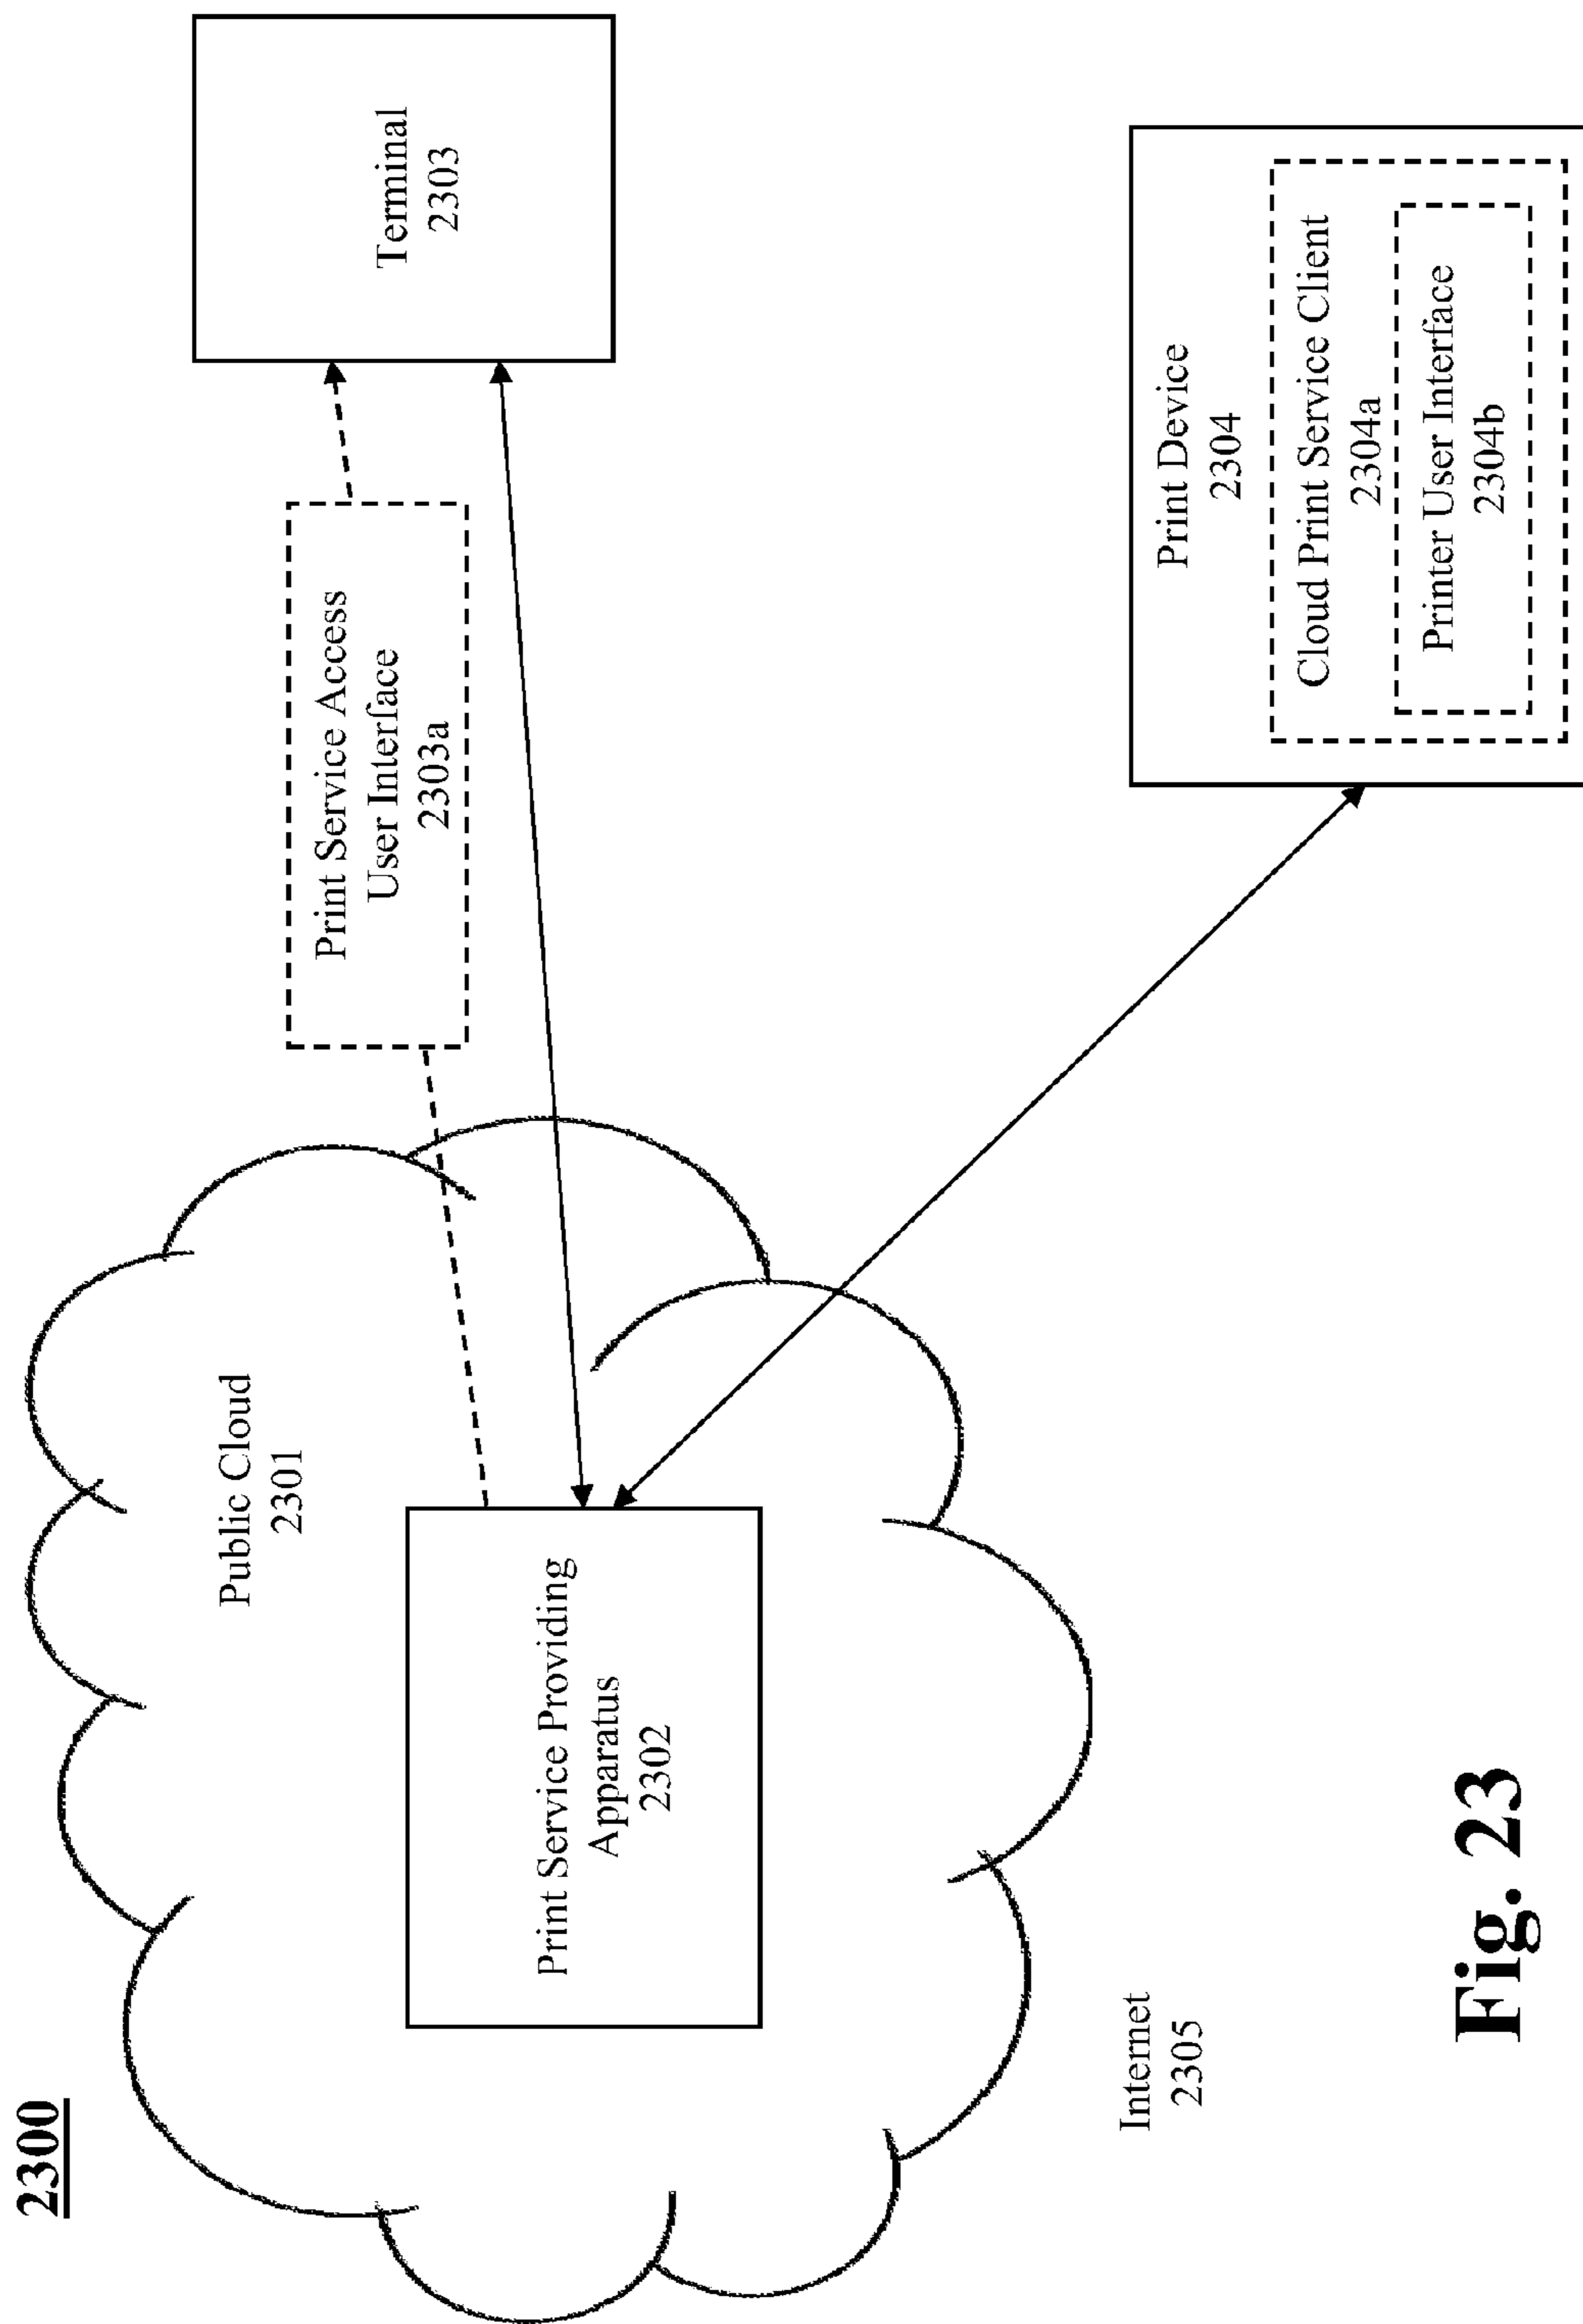 2300
Public Cloud
2301
Print Service Providing
Apparatus
2302
Print Service Access
User Interface
2303a
Terminal
2303
Internet
2305
Print Device
2304
Cloud Print Service Client
2304a
Printer User Interface
2304b
Fig. 23